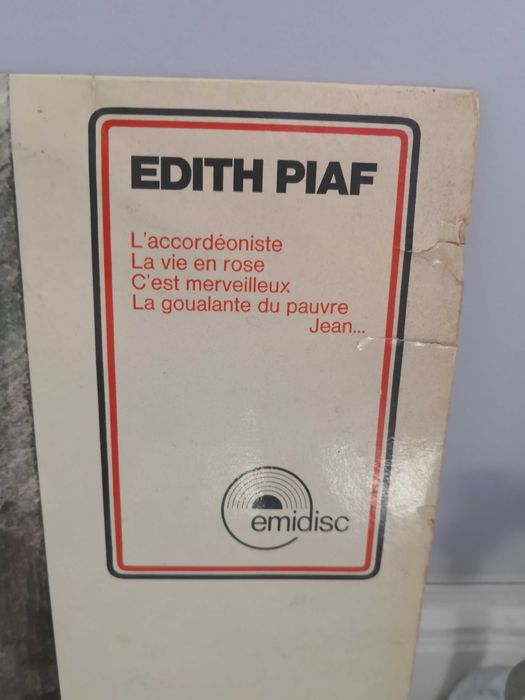 EDITH PIAF
L'accordéoniste
La vie en rose
C'est merveilleux
La goualante du pauvre
Jean...
emidisc